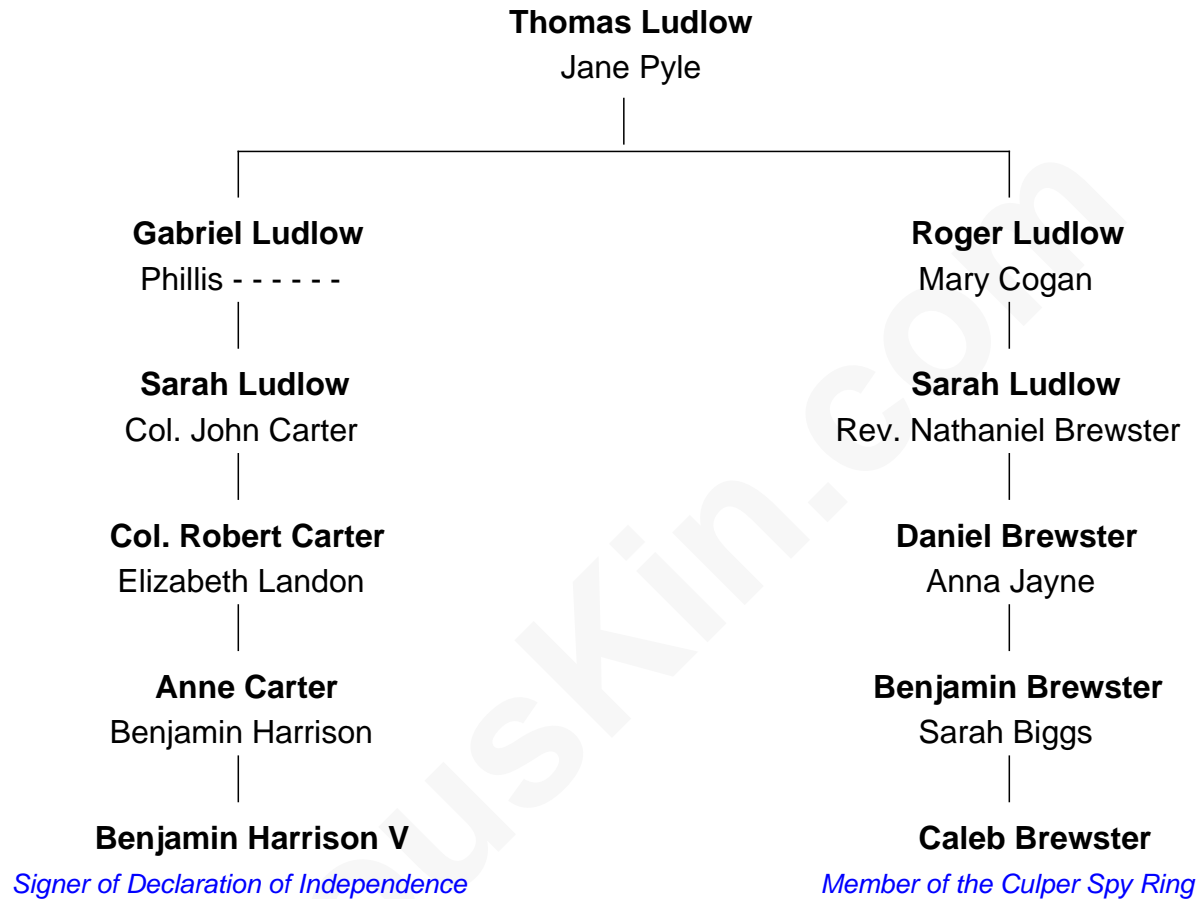 Thomas Ludlow
Jane Pyle
Gabriel Ludlow
Phillis - - - - - -
Roger Ludlow
Mary Cogan
Sarah Ludlow
Col. John Carter
Sarah Ludlow
Rev. Nathaniel Brewster
Col. Robert Carter
Elizabeth Landon
Daniel Brewster
Anna Jayne
Anne Carter
Benjamin Harrison
Benjamin Brewster
Sarah Biggs
Benjamin Harrison V
Signer of Declaration of Independence
Caleb Brewster
Member of the Culper Spy Ring
usKin.com